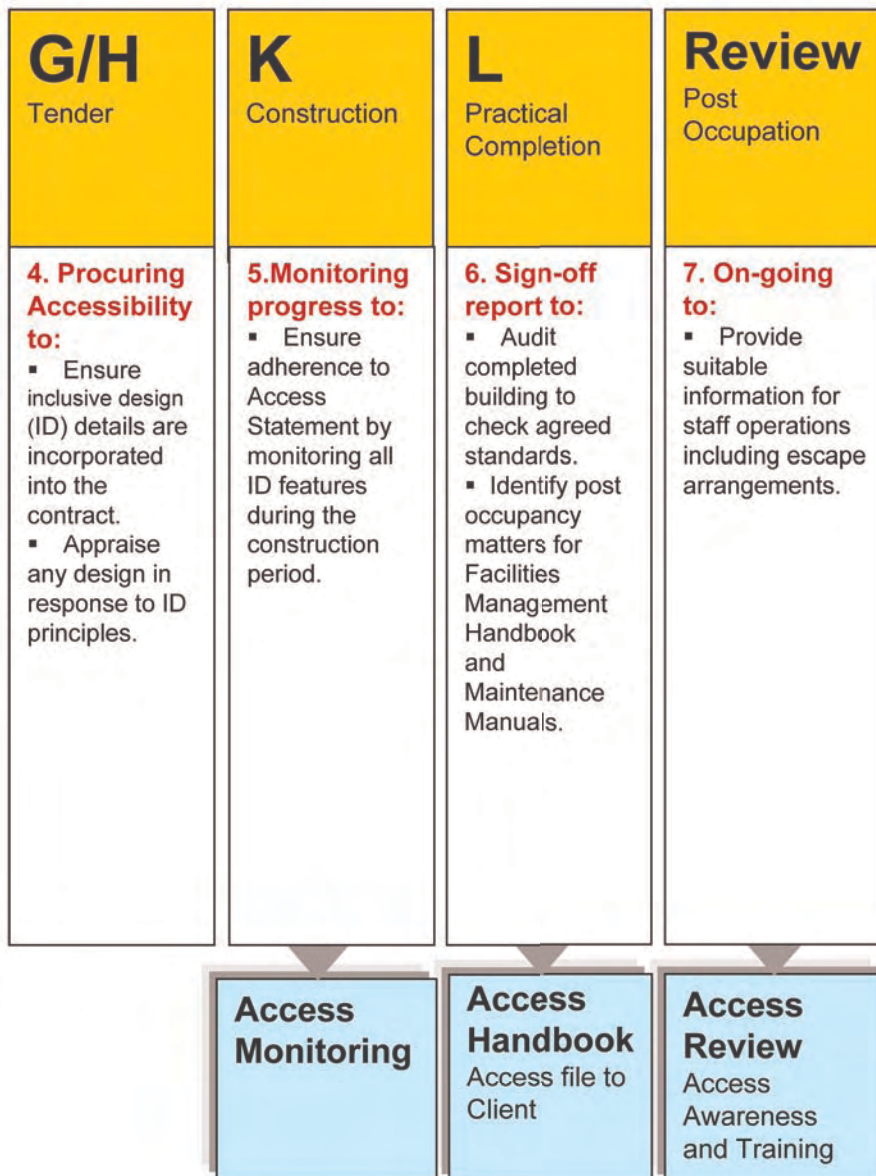 G/H
Tender
4. Procuring
Accessibility
to:
▪ Ensure
inclusive design
(ID) details are
incorporated
into the
contract.
▪ Appraise
any design in
response to ID
principles.
K
Construction
5.Monitoring
progress to:
▪ Ensure
adherence to
Access
Statement by
monitoring all
ID features
during the
construction
period.
Access
Monitoring
L
Practical
Completion
6. Sign-off
report to:
▪ Audit
completed
building to
check agreed
standards.
▪ Identify post
occupancy
matters for
Facilities
Management
Handbook
and
Maintenance
Manuals.
Access
Handbook
Access file to
Client
Review
Post
Occupation
7. On-going
to:
▪ Provide
suitable
information for
staff operations
including escape
arrangements.
Access
Review
Access
Awareness
and Training